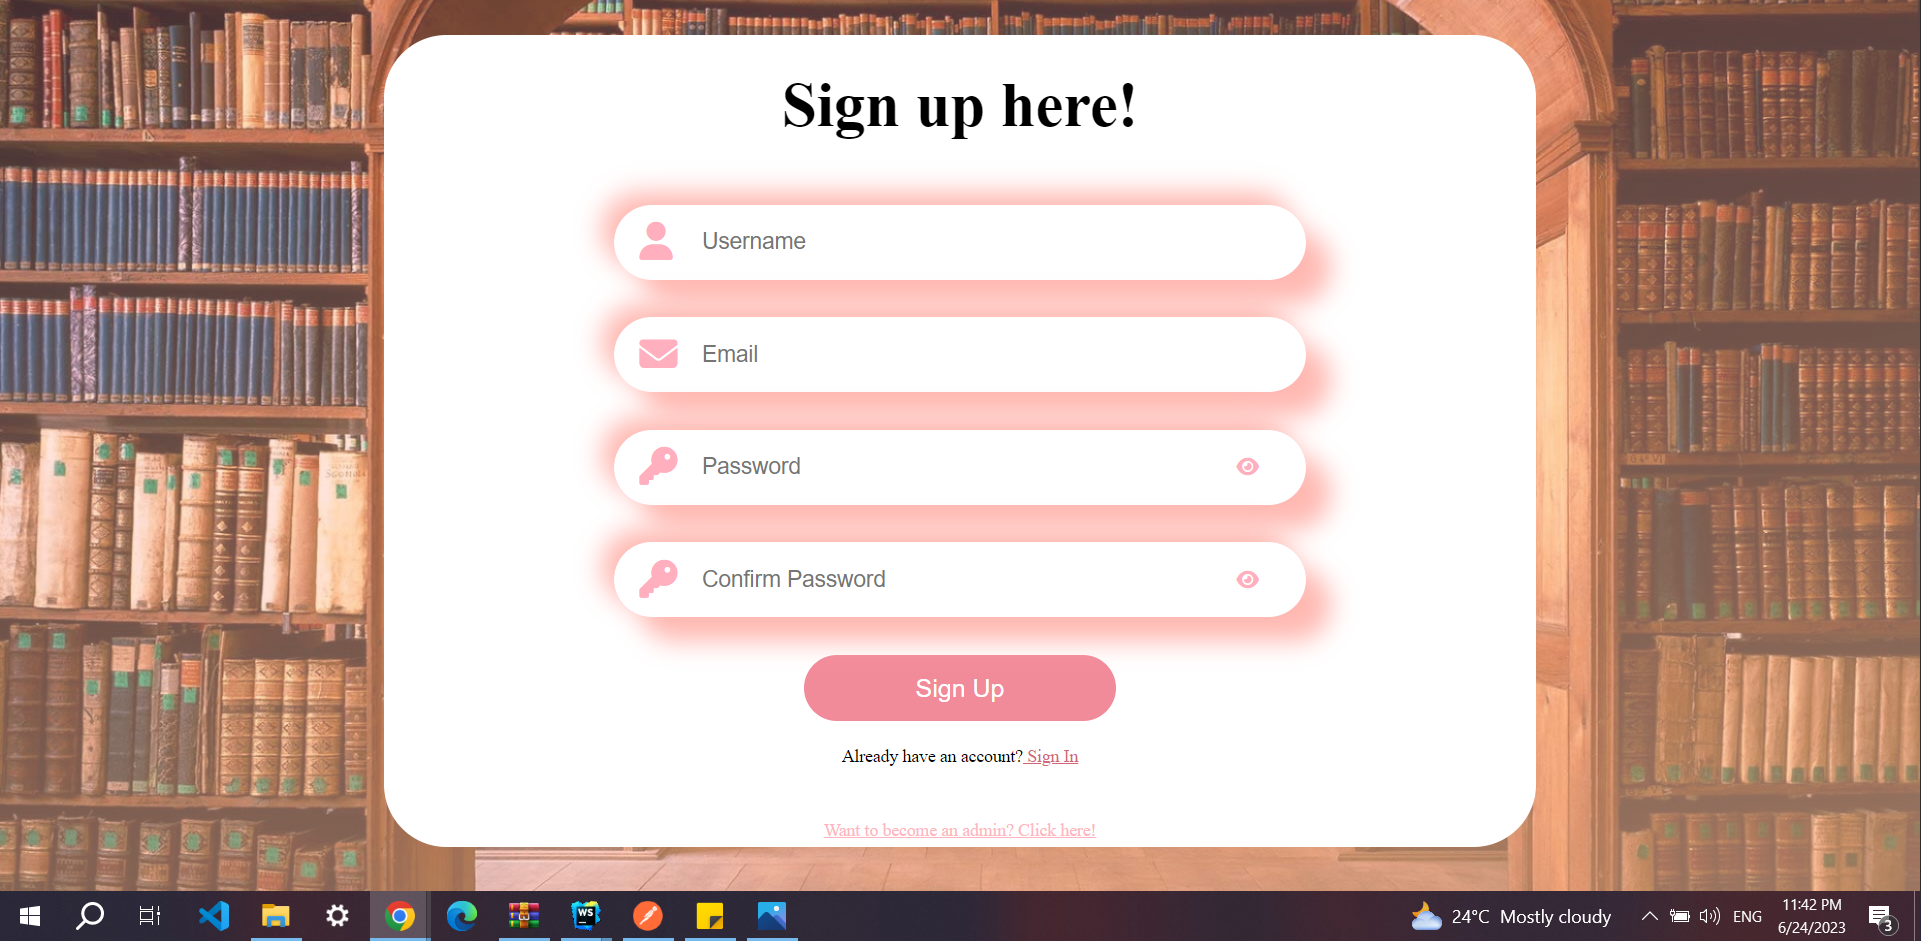 Sign up here!
Username
Email
Password
Confirm Password
Sign Up
Already have an account? Sign In
Want to become an admin? Click here!
WS
24°C Mostly cloudy
ENG
11:42 PM
6/24/2023
3